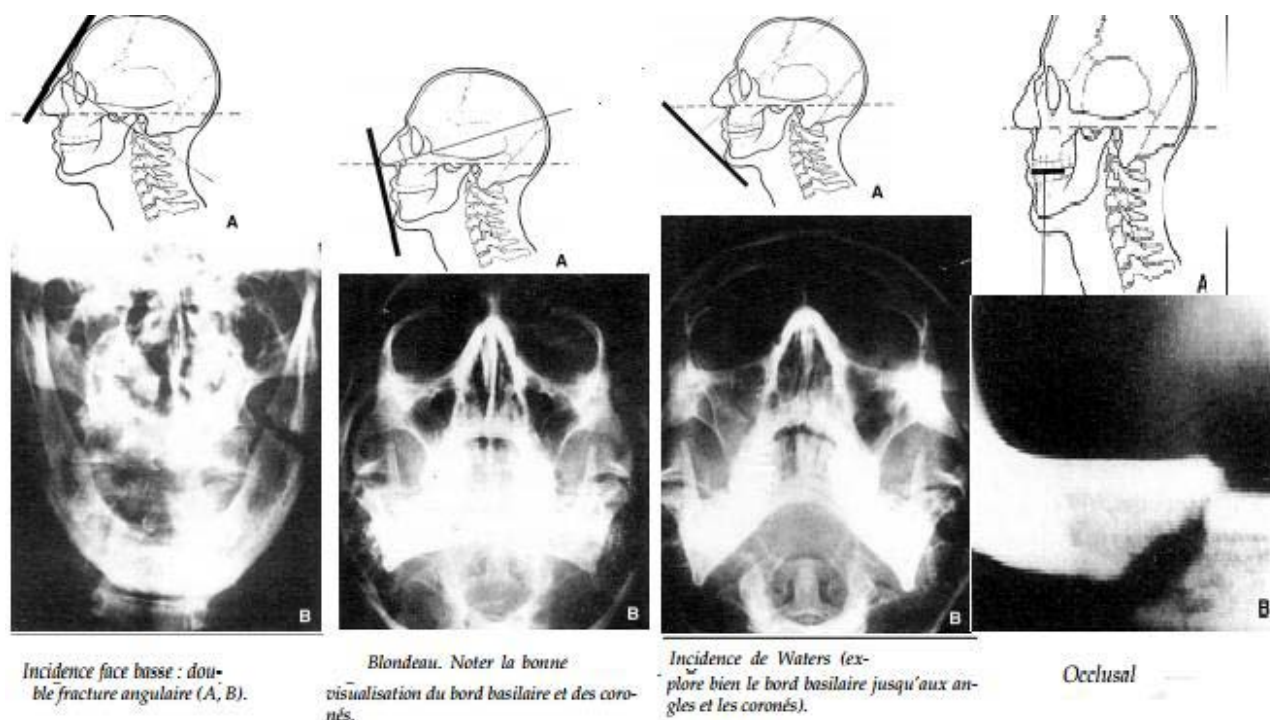 A
A
A
A
B
B
B
B
Incidence face basse : dou-
ble fracture angulaire (A, B).
Blondeau. Noter la bonne
visualisation du bord basilaire et des coro-
nés.
Incidence de Waters (ex-
plore bien le bord basilaire jusqu'aux an-
gles et les coronés).
Occlusal